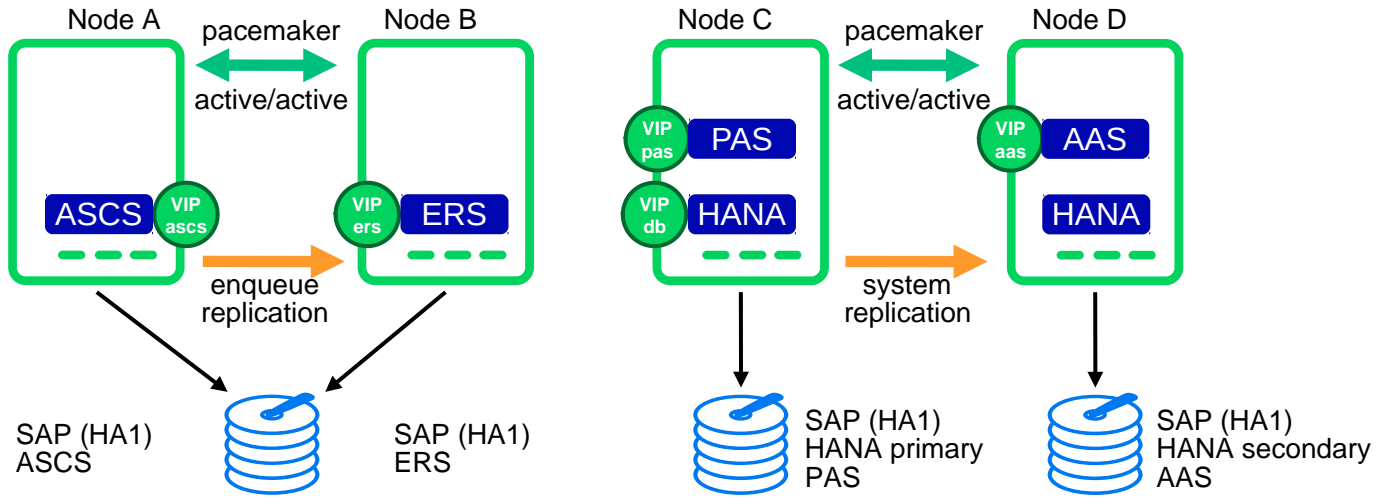 Node A
pacemaker
Node B
active/active
ASCS
VIP
ascs
VIP
ers
ERS
enqueue
replication
SAP (HA1)
ASCS
SAP (HA1)
ERS
Node C
pacemaker
Node D
active/active
VIP
pas
PAS
VIP
aas
AAS
VIP
db
HANA
HANA
system
replication
SAP (HA1)
HANA primary
PAS
SAP (HA1)
HANA secondary
AAS